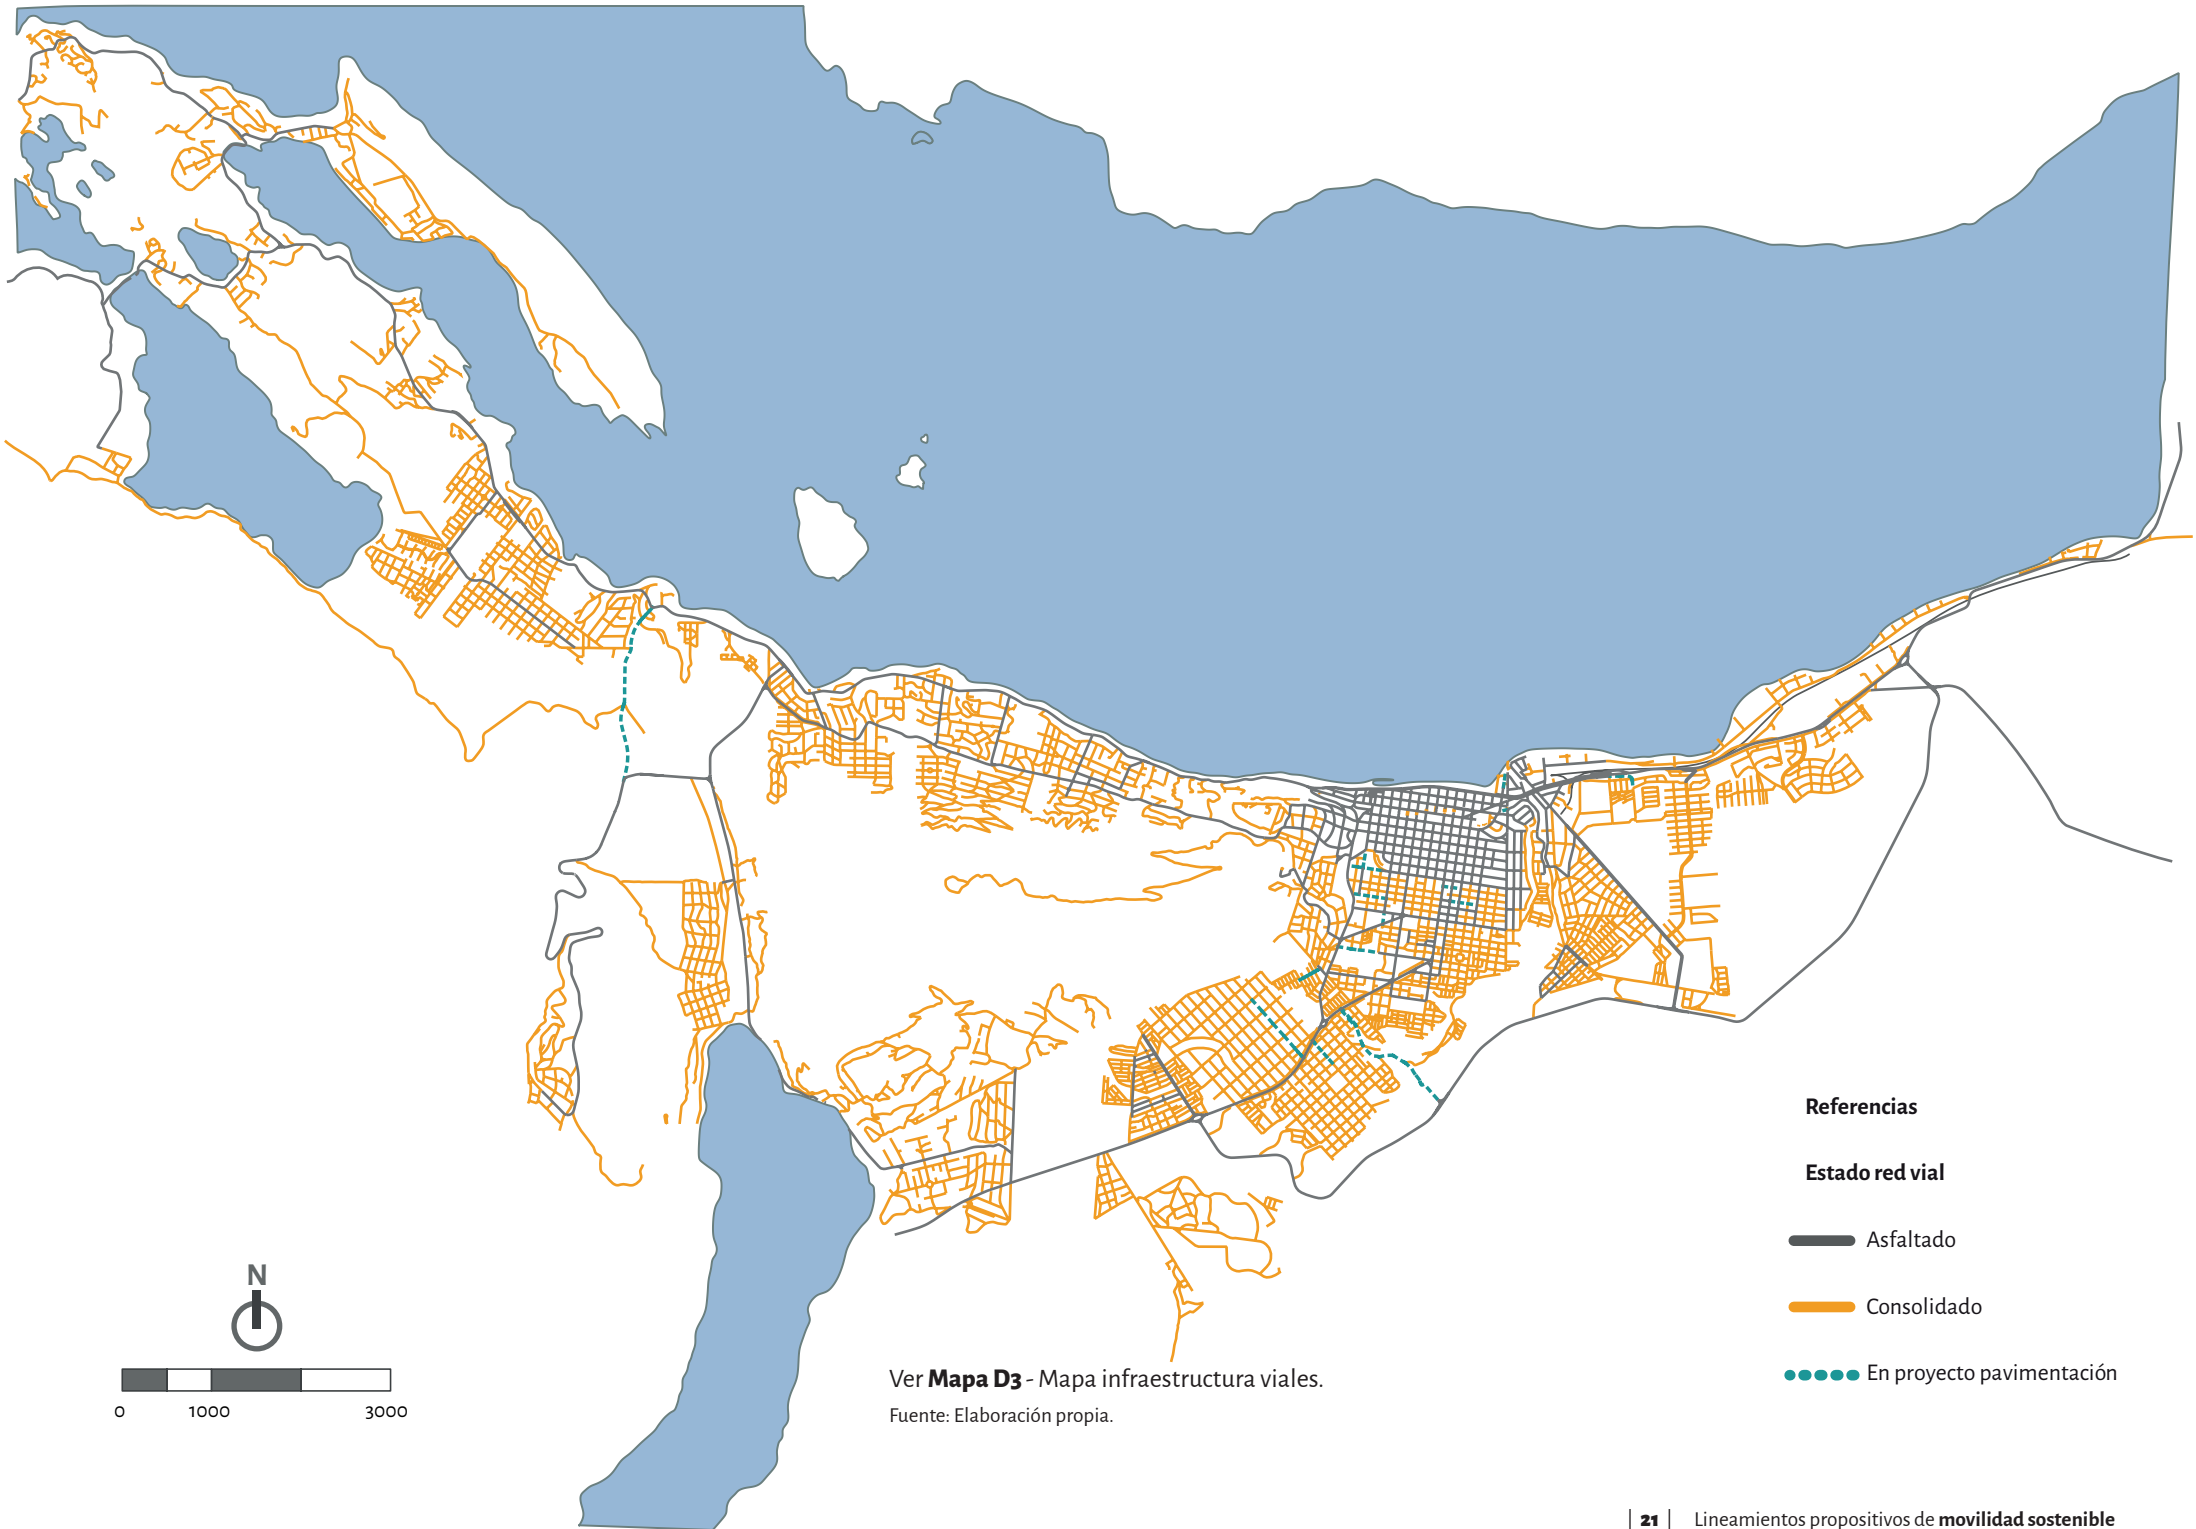 Referencias
Estado red vial
Asfaltado
Consolidado
En proyecto pavimentación
N
0 1000 3000
Ver Mapa D3 - Mapa infraestructura viales.
Fuente: Elaboración propia.
| 21 | Lineamientos propositivos de movilidad sostenible